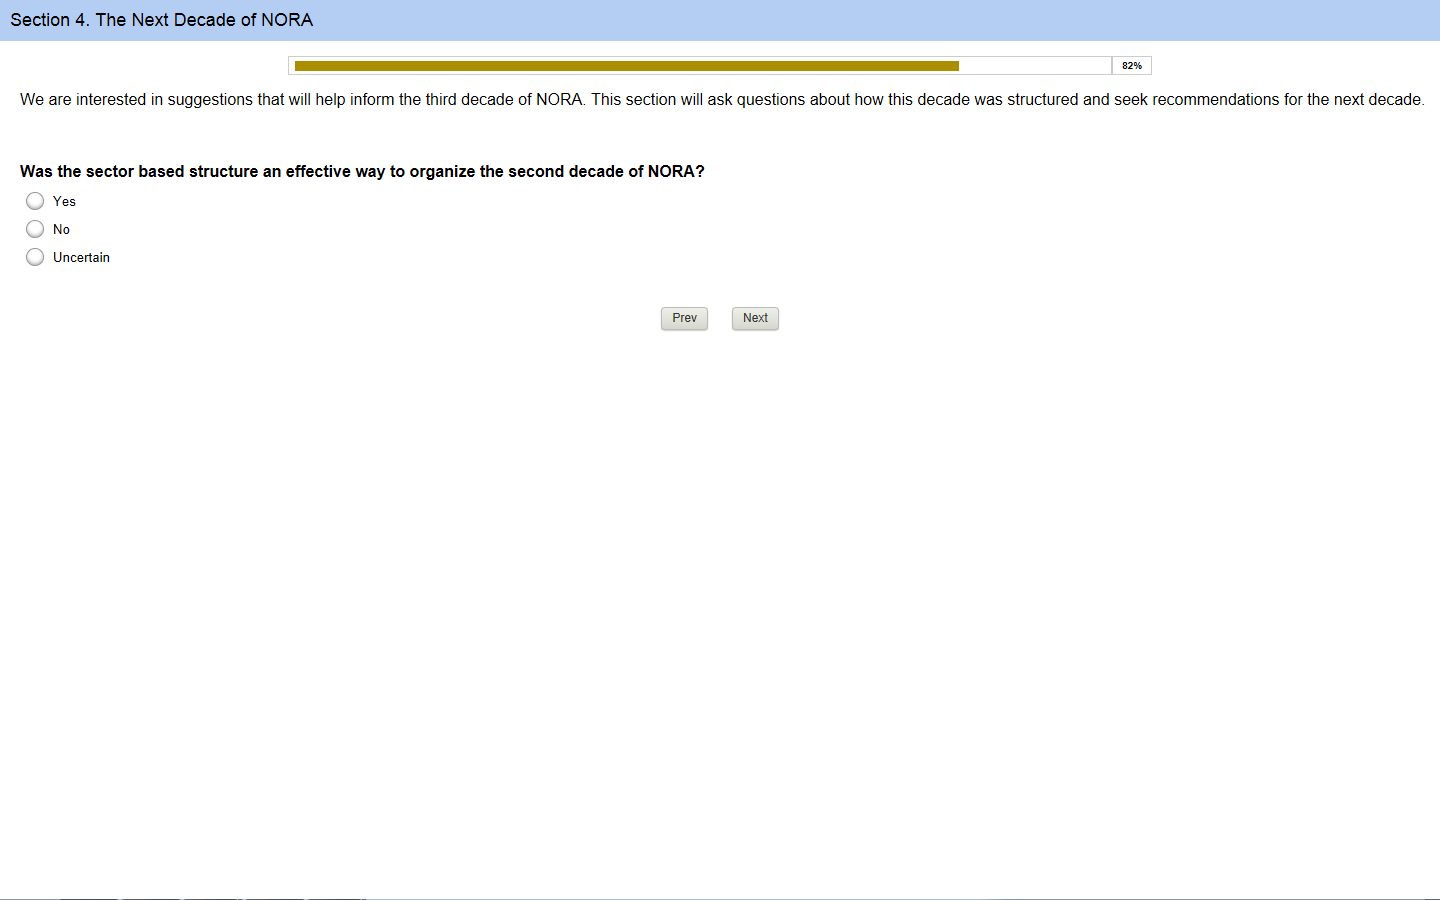 Section 4. The Next Decade of NORA
82%
We are interested in suggestions that will help inform the third decade of NORA. This section will ask questions about how this decade was structured and seek recommendations for the next decade.
Was the sector based structure an effective way to organize the second decade of NORA?
Yes
No
Uncertain
Prev Next